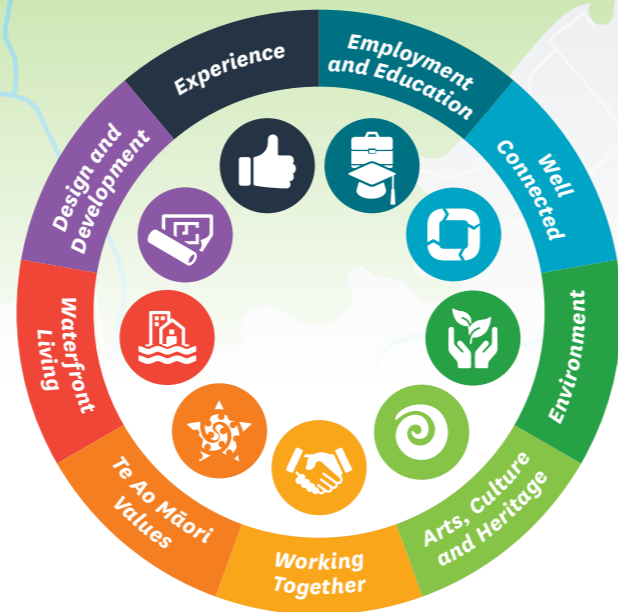 Experience
Employment
and Education
Well
Connected
Environment
Arts, Culture
and Heritage
Working
Together
Te Ao Māori
Values
Waterfront
Living
Design and
Development